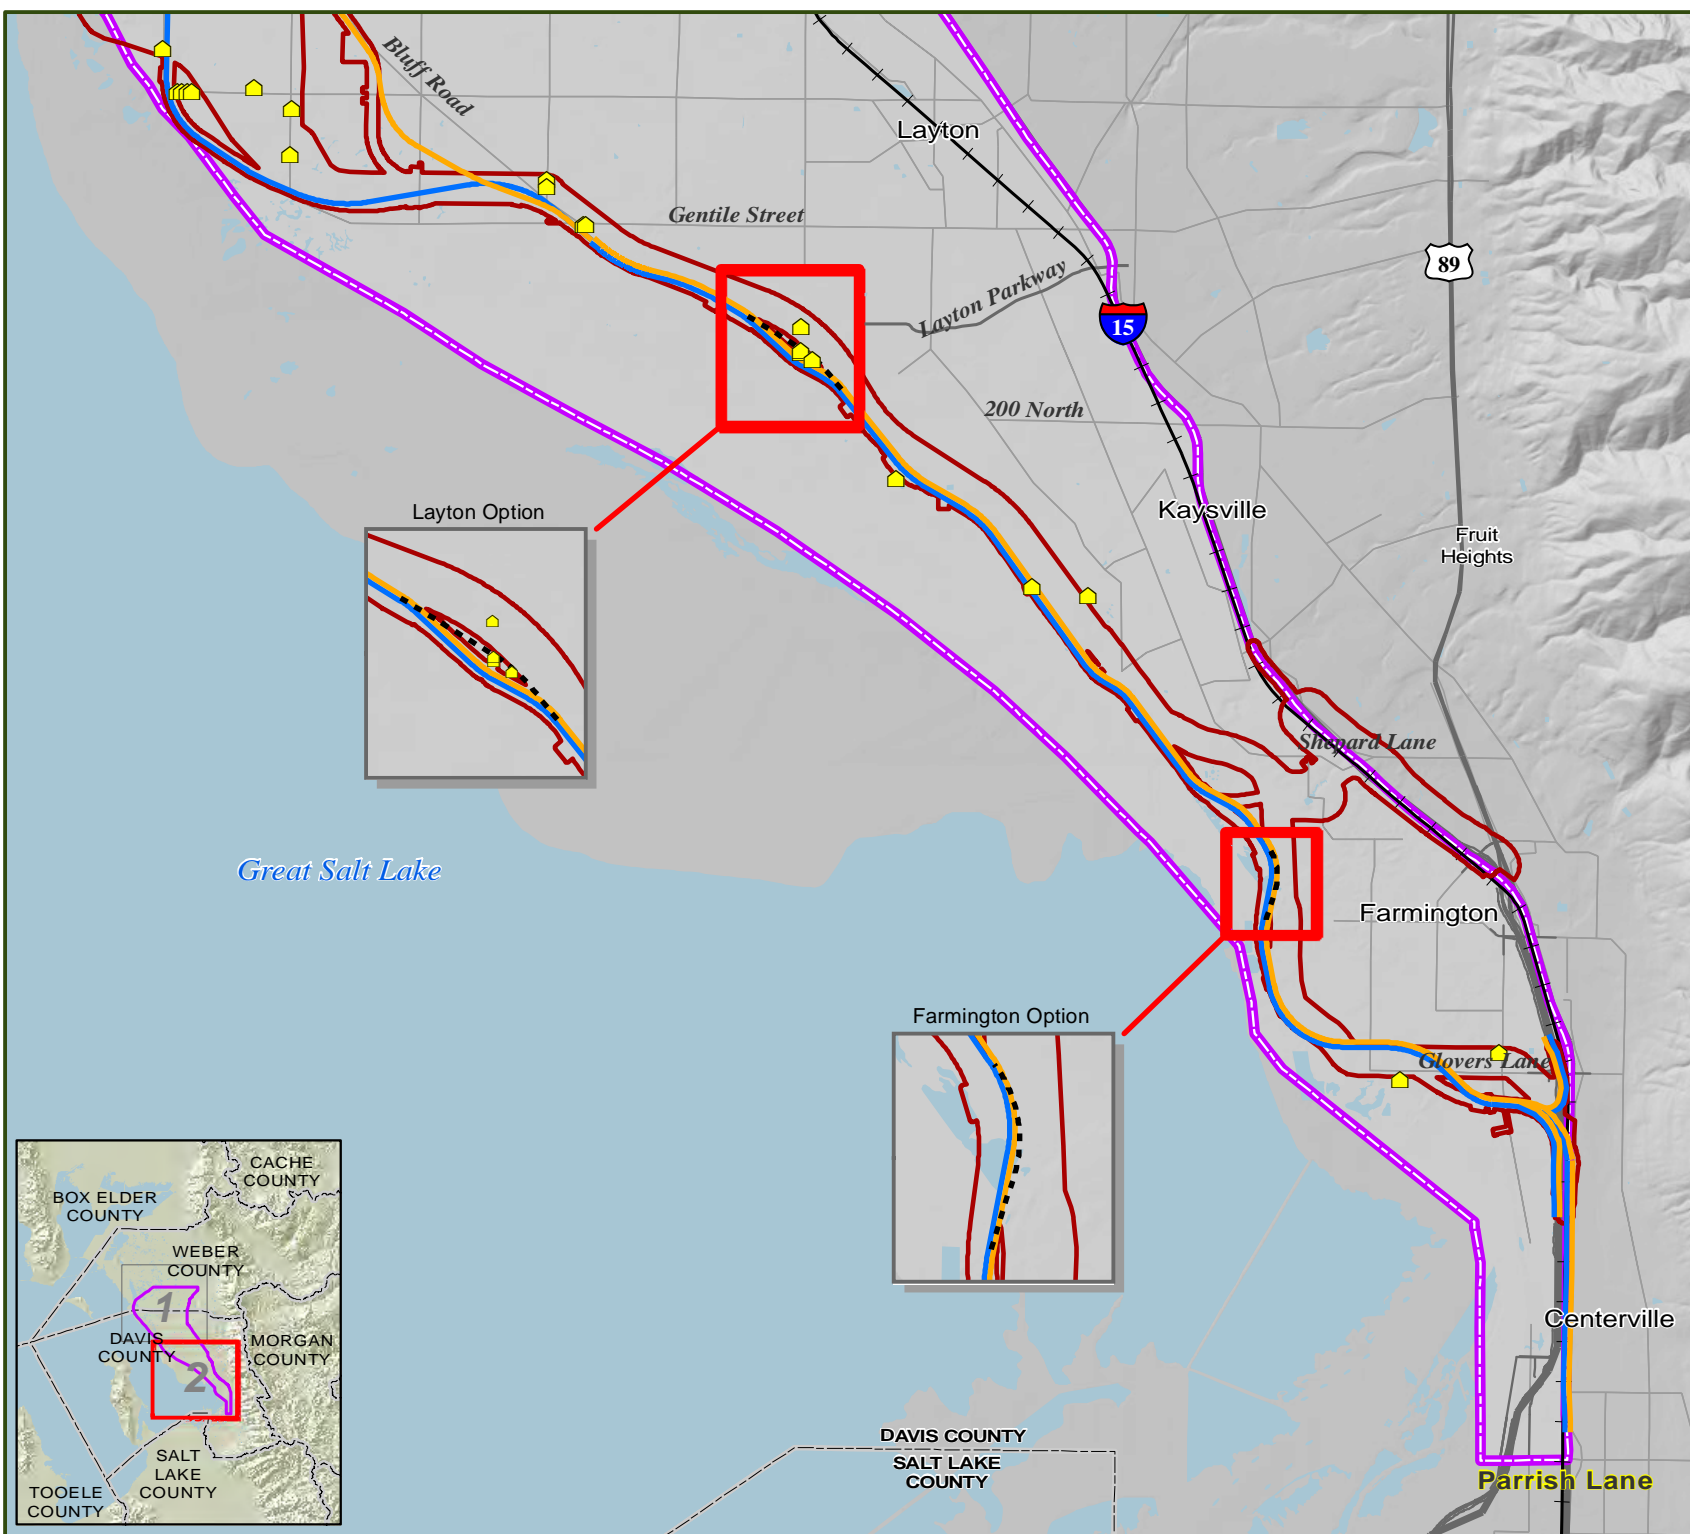 Bluff Road
Layton
Gentile Street
89
Layton Parkway
15
200 North
Kaysville
Layton Option
Fruit
Heights
Shepard Lane
Great Salt Lake
Farmington
Farmington Option
Glovers Lane
CACHE
COUNTY
BOX ELDER
COUNTY
WEBER
COUNTY
1
DAVIS
COUNTY
MORGAN
COUNTY
2
SALT
LAKE
COUNTY
TOOELE
COUNTY
Centerville
DAVIS COUNTY
SALT LAKE
COUNTY
Parrish Lane